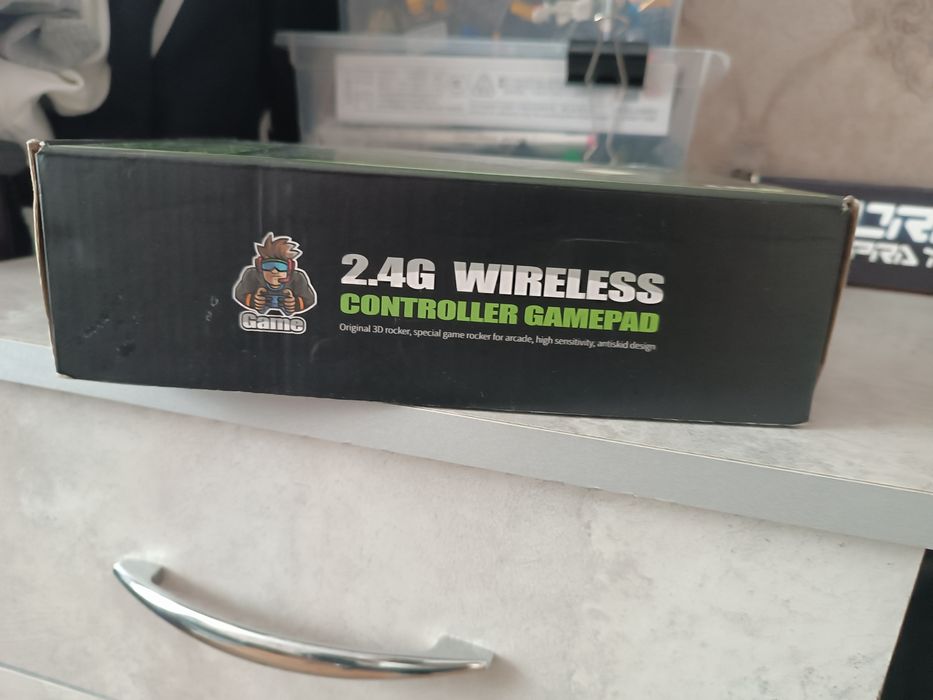 Game
2.4G WIRELESS
CONTROLLER GAMEPAD
Original 3D rocker, special game rocker for arcade, high sensitivity, antiskid design